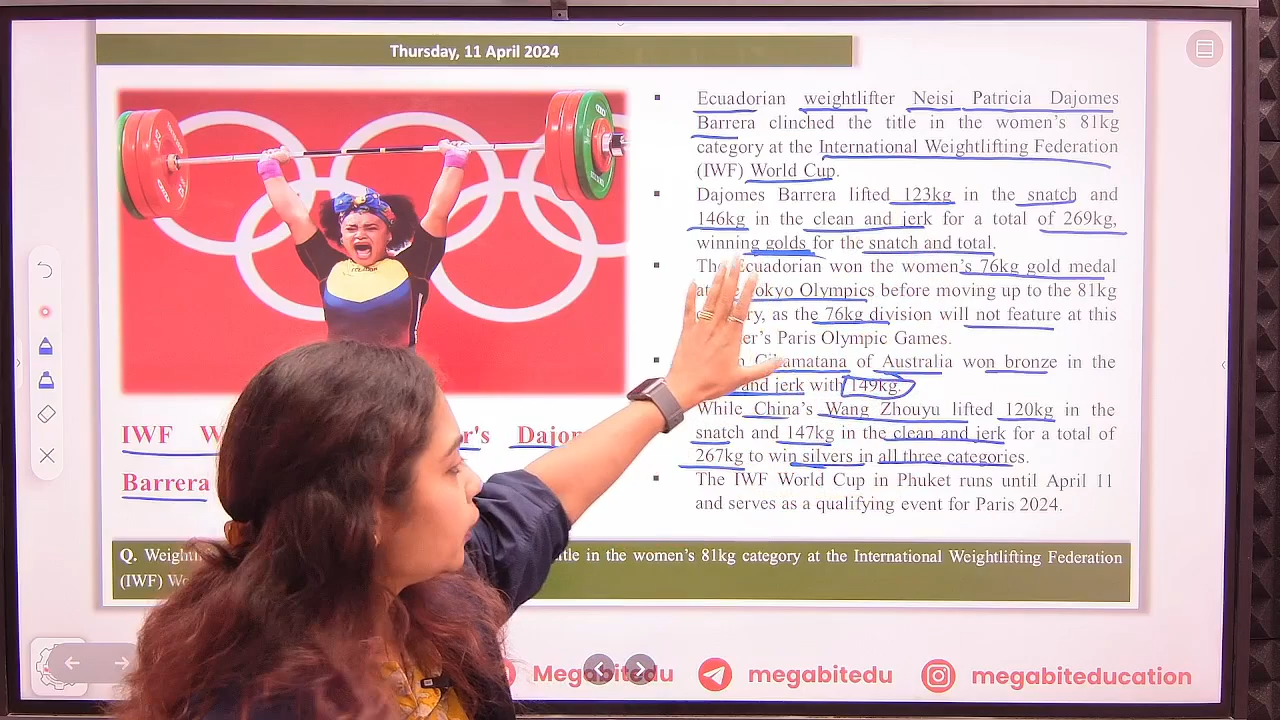 Thursday, 11 April 2024
ECUADOR
Ecuadorian weightlifter Neisi Patricia Dajomes
Barrera clinched the title in the women's 81kg
category at the International Weightlifting Federation
(IWF) World Cup.
Dajomes Barrera lifted 123kg in the snatch and
146kg in the clean and jerk for a total of 269kg,
winning golds for the snatch and total.
Ecuadorian won the women's 76kg gold medal
Olympics before moving up to the 81kg
as the 76kg division will not feature at this
Paris Olympic Games.
of Australia won bronze in the
and jerk with 149kg.
While China's Wang Zhouyu lifted 120kg in the
snatch and 147kg in the clean and jerk for a total of
267kg to win silvers in all three categories.
The IWF World Cup in Phuket runs until April 11
and serves as a qualifying event for Paris 2024.
IWF
Barrera
Q.
in the women's 81kg category at the International Weightlifting Federation
(IWF)
Megabitedu megabitedu megabiteducation